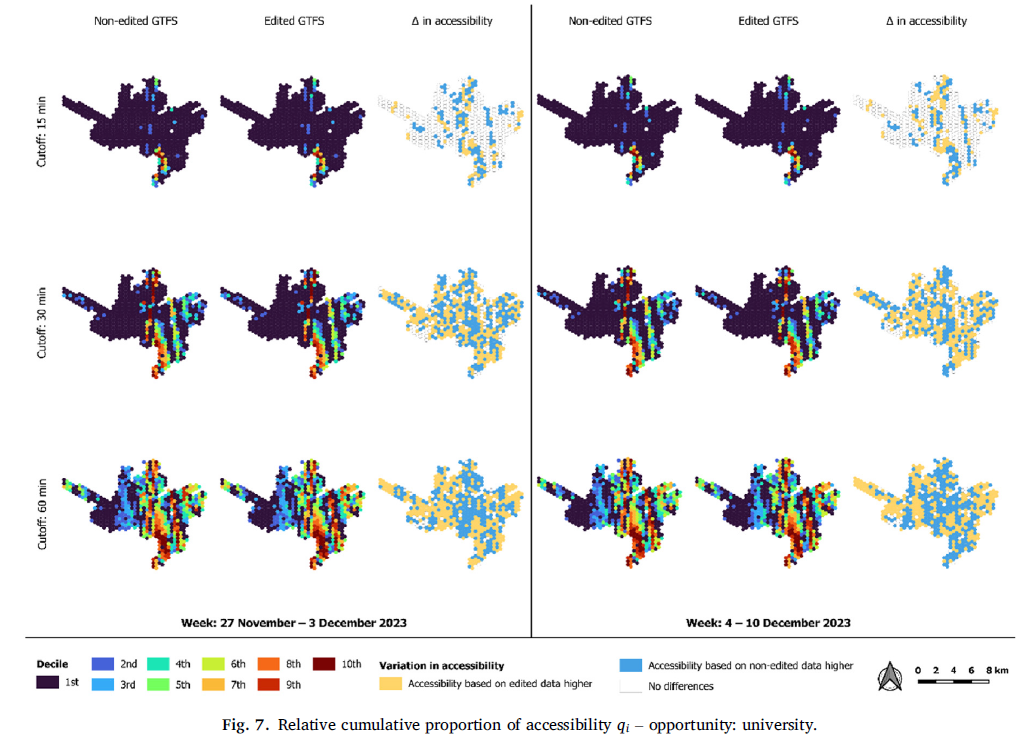 Non-edited GTFS Edited GTFS Δ in accessibility Non-edited GTFS Edited GTFS Δ in accessibility
Cutoff: 15 min
Cutoff: 30 min
Cutoff: 60 min
Week: 27 November – 3 December 2023 Week: 4 – 10 December 2023
Decile 2nd 4th 6th 8th 10th Variation in accessibility Accessibility based on non-edited data higher 0 2 4 6 8 km
1st 3rd 5th 7th 9th Accessibility based on edited data higher No differences
Fig. 7. Relative cumulative proportion of accessibility qi – opportunity: university.